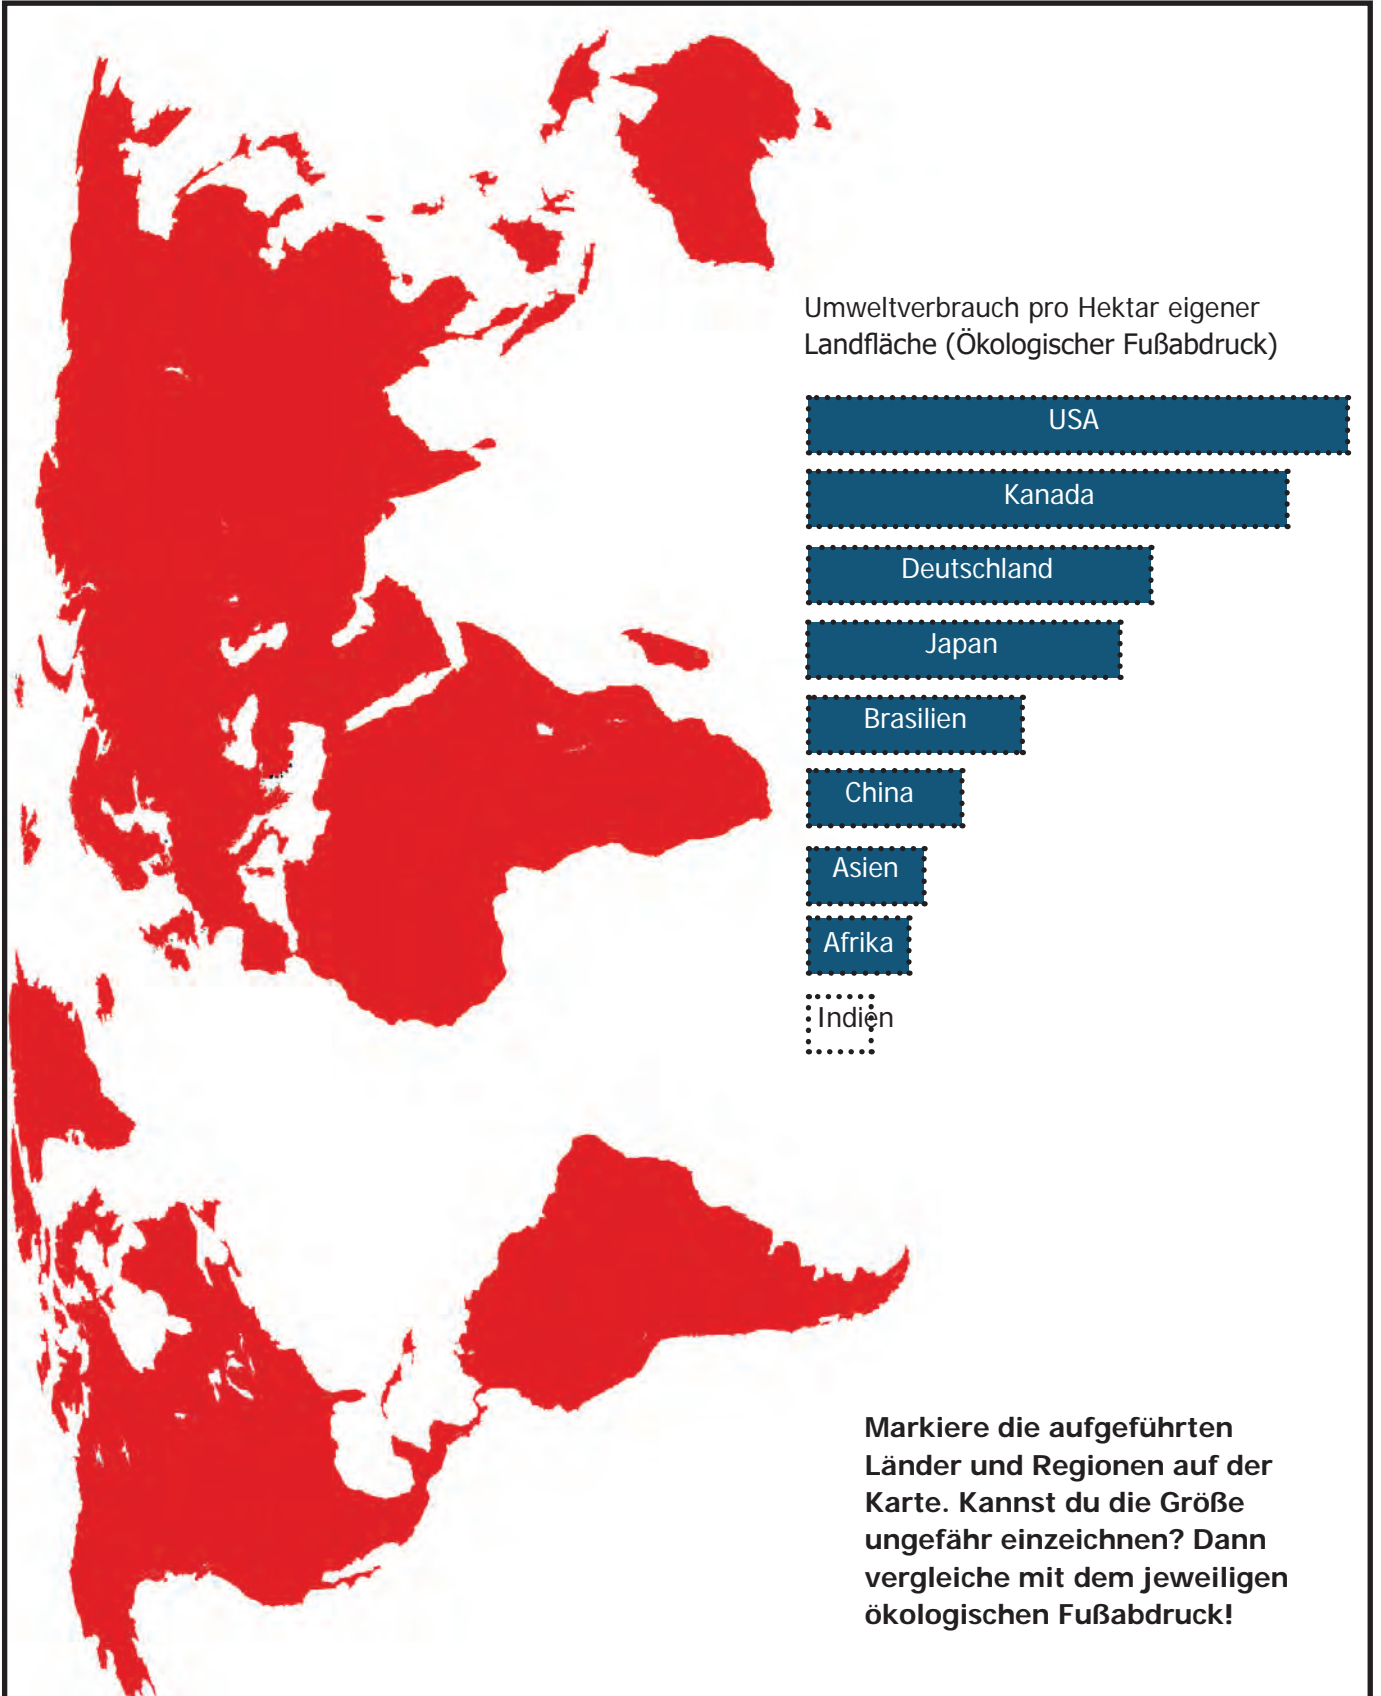 Umweltverbrauch pro Hektar eigener
Landfläche (Ökologischer Fußabdruck)
USA
Kanada
Deutschland
Japan
Brasilien
China
Asien
Afrika
Indien
Markiere die aufgeführten
Länder und Regionen auf der
Karte. Kannst du die Größe
ungefähr einzeichnen? Dann
vergleiche mit dem jeweiligen
ökologischen Fußabdruck!